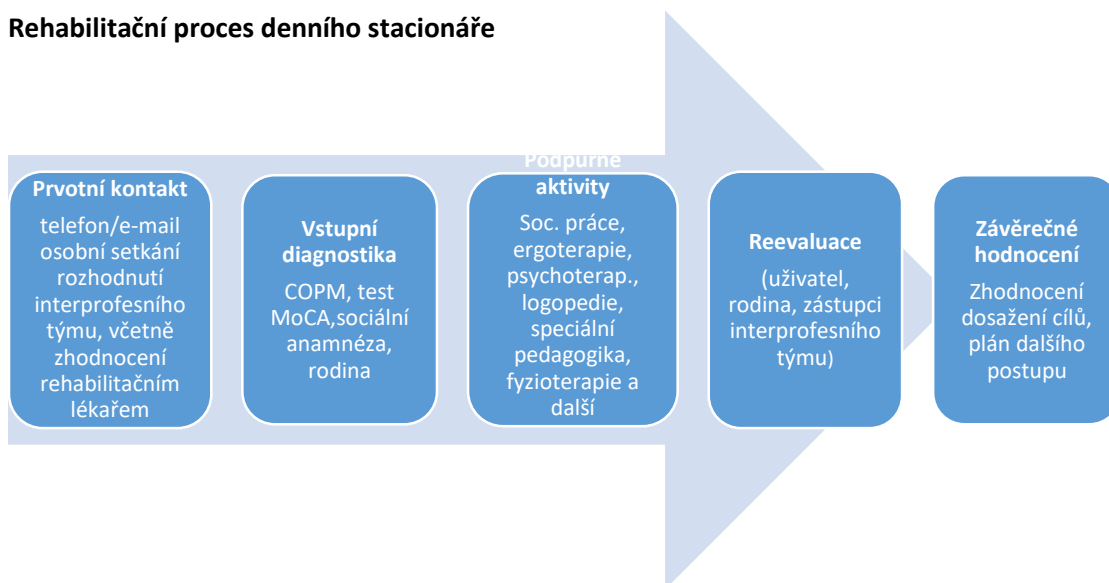 Rehabilitační proces denního stacionáře
Prvotní kontakt
telefon/e-mail
osobní setkání
rozhodnutí
interprofesního
týmu, včetně
zhodnocení
rehabilitačním
lékařem
Vstupní
diagnostika
COPM, test
MoCA,sociální
anamnéza,
rodina
Podpůrné
aktivity
Soc. práce,
ergoterapie,
psychoterap.,
logopedie,
speciální
pedagogika,
fyzioterapie a
další
Reevaluace
(uživatel,
rodina, zástupci
interprofesního
týmu)
Závěrečné
hodnocení
Zhodnocení
dosažení cílů,
plán dalšího
postupu